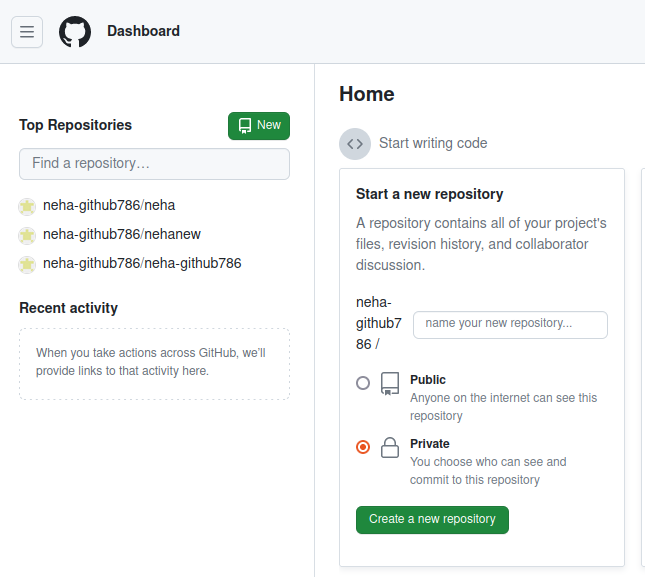 Dashboard
Top Repositories
New
Find a repository…
neha-github786/neha
neha-github786/nehanew
neha-github786/neha-github786
Recent activity
When you take actions across GitHub, we'll
provide links to that activity here.
Home
Start writing code
Start a new repository
A repository contains all of your project's
files, revision history, and collaborator
discussion.
neha-
github7
86 /
name your new repository...
Public
Anyone on the internet can see this
repository
Private
You choose who can see and
commit to this repository
Create a new repository